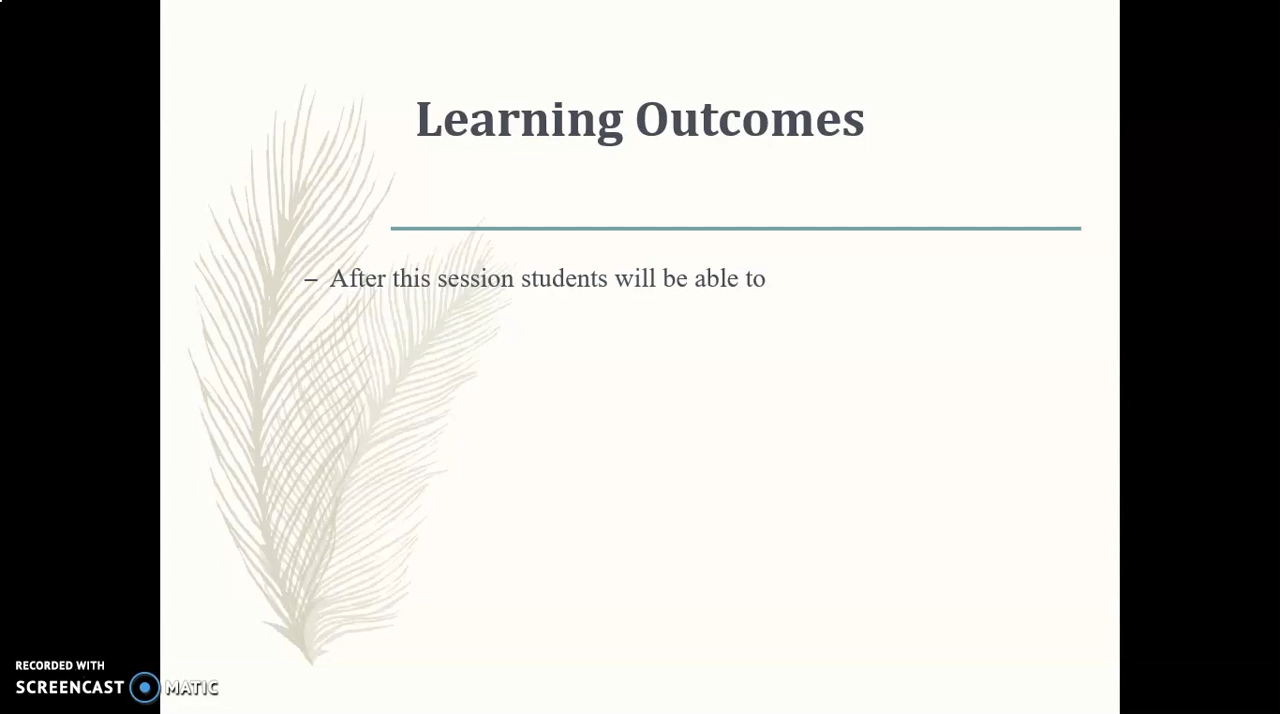 Learning Outcomes
– After this session students will be able to
RECORDED WITH
SCREENCAST MATIC